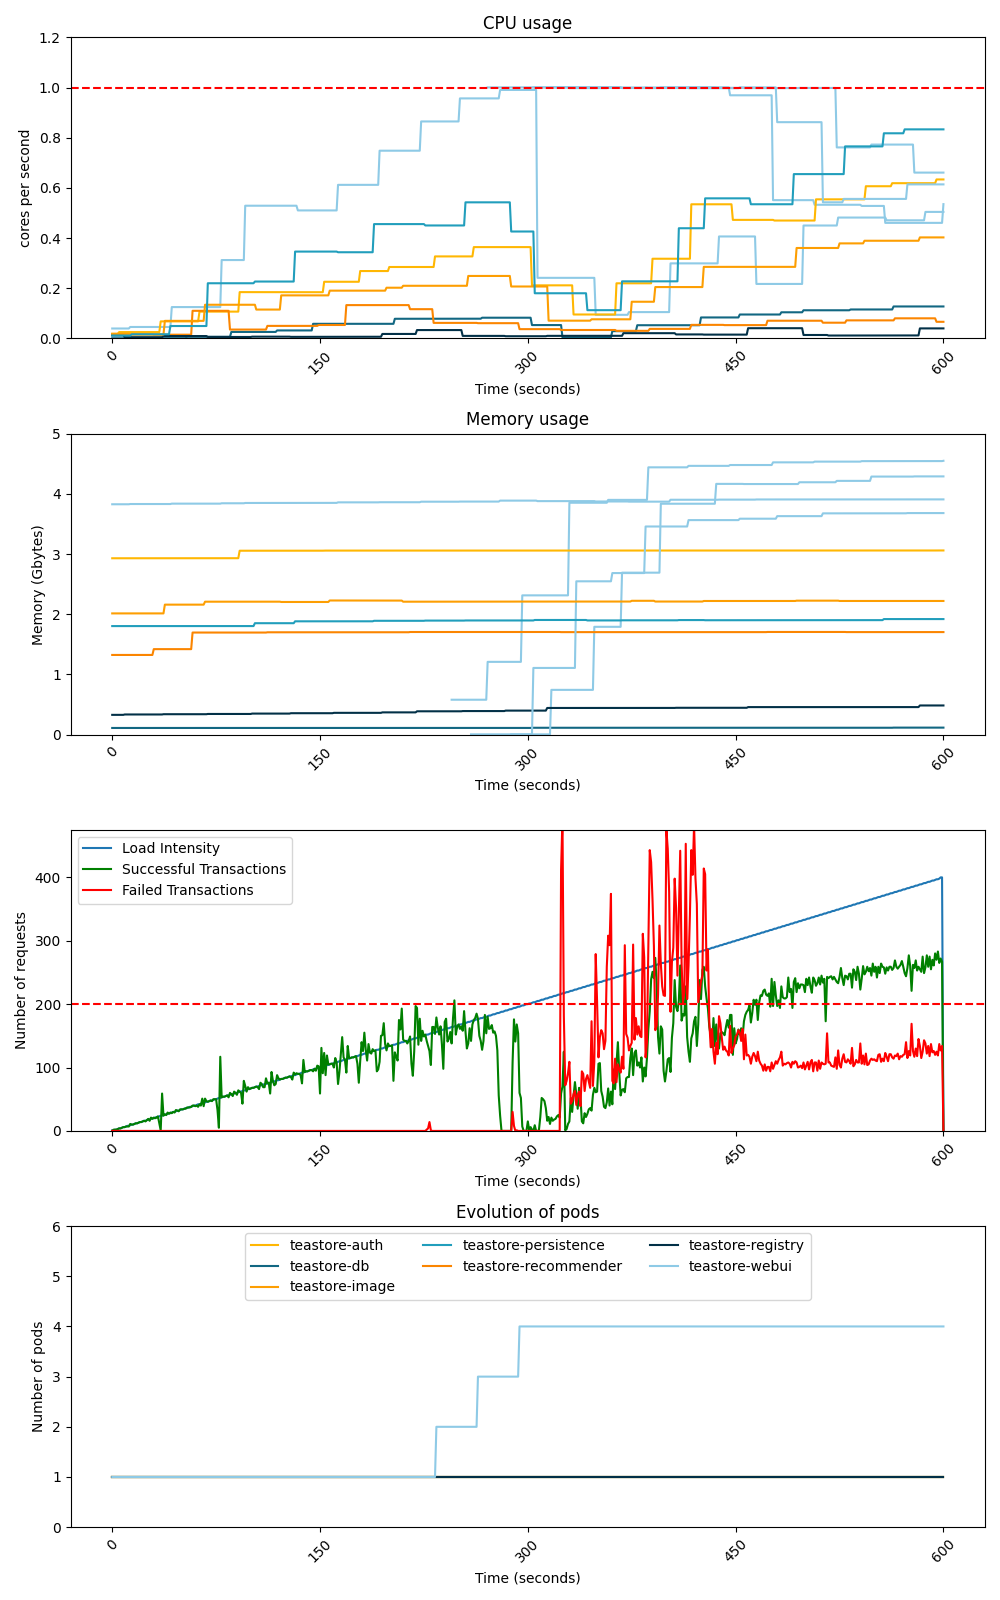 CPU usage
cores per second
1.2
1.0
0.8
0.6
0.4
0.2
0.0
0
150
300
450
600
Time (seconds)
Memory usage
Memory (Gbytes)
5
4
3
2
1
0
0
150
300
450
600
Time (seconds)
Load Intensity
Successful Transactions
Failed Transactions
Number of requests
400
300
200
100
0
0
150
300
450
600
Time (seconds)
Evolution of pods
teastore-auth
teastore-db
teastore-image
teastore-persistence
teastore-recommender
teastore-registry
teastore-webui
Number of pods
6
5
4
3
2
1
0
0
150
300
450
600
Time (seconds)